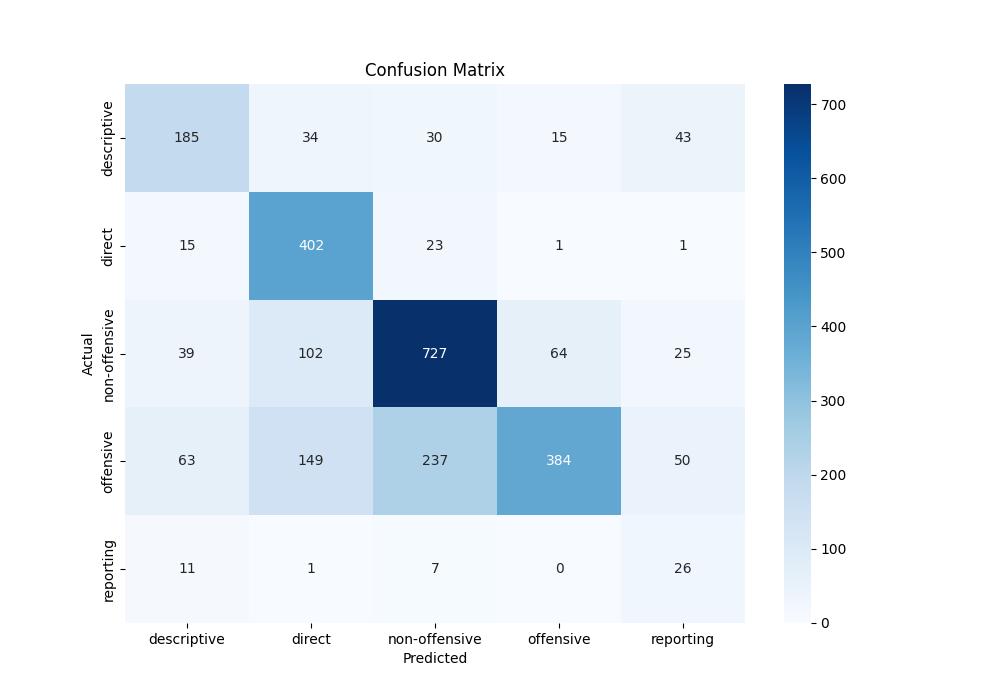 Confusion Matrix
descriptive 185 34 30 15 43
direct 15 402 23 1 1
non-offensive 39 102 727 64 25
offensive 63 149 237 384 50
reporting 11 1 7 0 26
Actual
descriptive direct non-offensive offensive reporting
Predicted
700
600
500
400
300
200
100
0